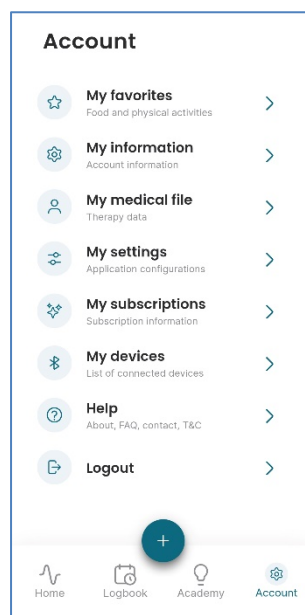 Account
My favorites
Food and physical activities
My information
Account information
My medical file
Therapy data
My settings
Application configurations
My subscriptions
Subscription information
My devices
List of connected devices
Help
About, FAQ, contact, T&C
Logout
Home
Logbook
Academy
Account